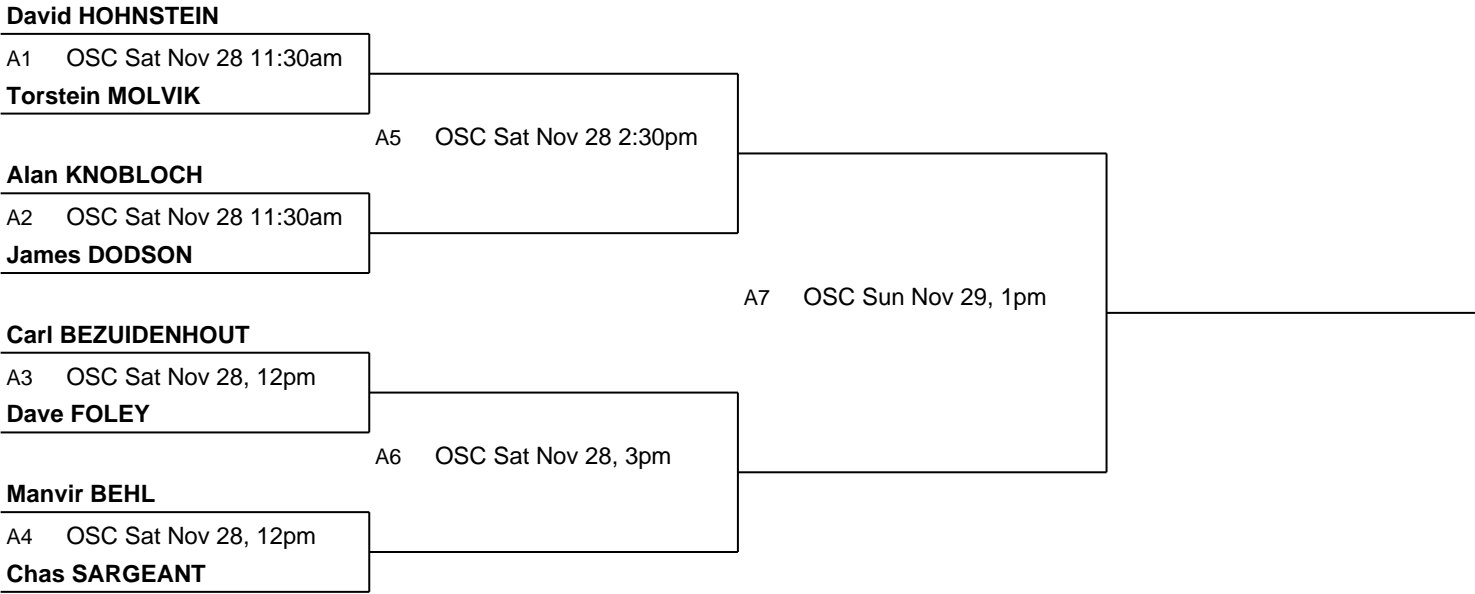 David HOHNSTEIN
A1 OSC Sat Nov 28 11:30am
Torstein MOLVIK
A5 OSC Sat Nov 28 2:30pm
Alan KNOBLOCH
A2 OSC Sat Nov 28 11:30am
James DODSON
A7 OSC Sun Nov 29, 1pm
Carl BEZUIDENHOUT
A3 OSC Sat Nov 28, 12pm
Dave FOLEY
A6 OSC Sat Nov 28, 3pm
Manvir BEHL
A4 OSC Sat Nov 28, 12pm
Chas SARGEANT